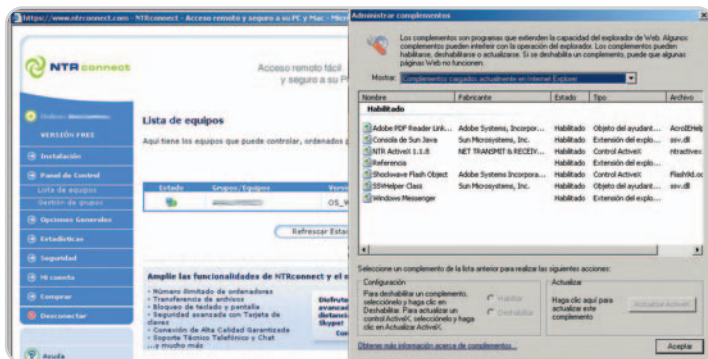 https://www.ntrconnect.com - NTRconnect - Acceso remoto y seguro a su PC y Mac - Micro
NTRconnect
Acceso remoto fácil
y seguro a su P
Online:
VERSIÓN FREE
Instalación
Panel de Control
Lista de equipos
Gestión de grupos
Opciones Generales
Estadísticas
Seguridad
Mi cuenta
Comprar
Desconectar
Ayuda
Lista de equipos
Aquí tiene los equipos que puede controlar, ordenados p
Estado Grupos/Equipos Versi
OS_W
Refrescar Estad
Amplíe las funcionalidades de NTRconnect y el n
· Número ilimitado de ordenadores
· Transferencia de archivos
· Bloqueo de teclado y pantalla
· Seguridad avanzada con Tarjeta de
claves
· Conexión de Alta Calidad Garantizada
· Soporte Técnico Telefónico y Chat
...y mucho más
Disfrute
avanzad
distancia
Skype!
Con
Administrar complementos
Los complementos son programas que extienden la capacidad del explorador de Web. Algunos
complementos pueden interferir con la operación del explorador. Los complementos pueden
habilitarse, deshabilitarse o actualizarse. Si se deshabilita un complemento, puede que algunas
páginas Web no funcionen.
Mostrar: Complementos cargados actualmente en Internet Explorer
Nombre Fabricante Estado Tipo Archivo
Habilitado
Adobe PDF Reader Link... Adobe Systems, Incorpor... Habilitado Objeto del ayudant... AcroIEHelp
Consola de Sun Java Sun Microsystems, Inc. Habilitado Extensión del explo... ssv.dll
NTR ActiveX 1.1.8 NET TRANSMIT & RECEIV... Habilitado Control ActiveX ntractivex
Referencia Habilitado Extensión del explo...
Shockwave Flash Object Adobe Systems Incorpora... Habilitado Control ActiveX Flash9d.oc
SSVHelper Class Sun Microsystems, Inc. Habilitado Objeto del ayudant... ssv.dll
Windows Messenger Habilitado Extensión del explo...
Seleccione un complemento de la lista anterior para realizar las siguientes acciones:
Configuración
Para deshabilitar un complemento,
selecciónelo y haga clic en
Deshabilitar. Para actualizar un
control ActiveX, selecciónelo y haga
clic en Actualizar ActiveX.
Habilitar
Deshabilitar
Actualizar
Haga clic aquí para
actualizar este
complemento
Actualizar ActiveX
Obtener más información acerca de complementos...
Aceptar